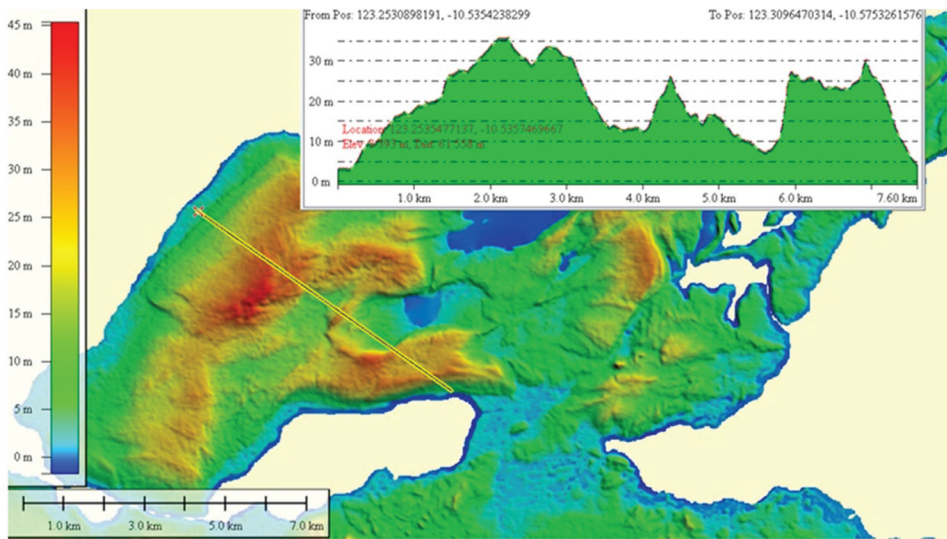 From Pos: 123.2530898191, -10.5354238299
To Pos: 123.3096470314, -10.5753261576
30 m
20 m
10 m
0 m
Location: 123.2535477137, -10.5357469667
1.0 km
2.0 km
3.0 km
4.0 km
5.0 km
6.0 km
7.60 km
45 m
40 m
35 m
30 m
25 m
20 m
15 m
10 m
5 m
0 m
1.0 km
3.0 km
5.0 km
7.0 km